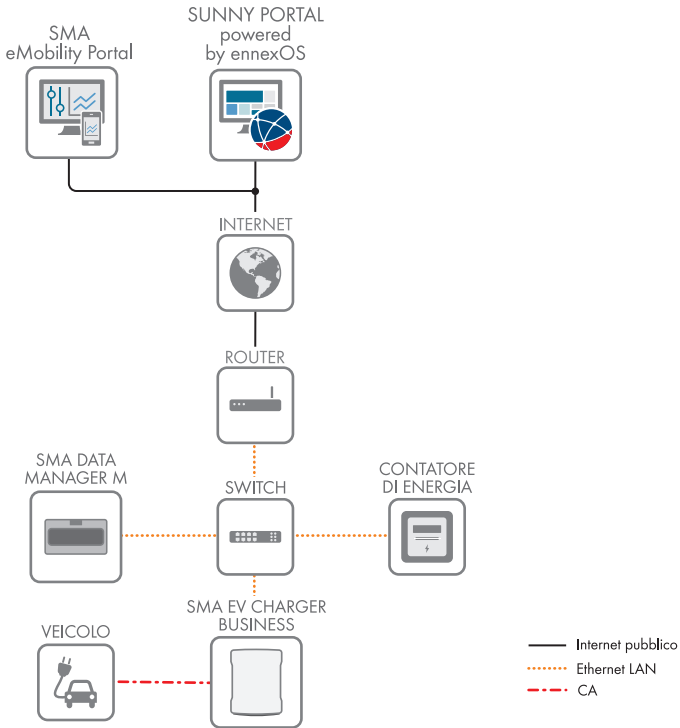 SMA
eMobility Portal
SUNNY PORTAL
powered
by ennexOS
INTERNET
ROUTER
SMA DATA
MANAGER M
SWITCH
CONTATORE
DI ENERGIA
VEICOLO
SMA EV CHARGER
BUSINESS
Internet pubblico
Ethernet LAN
CA